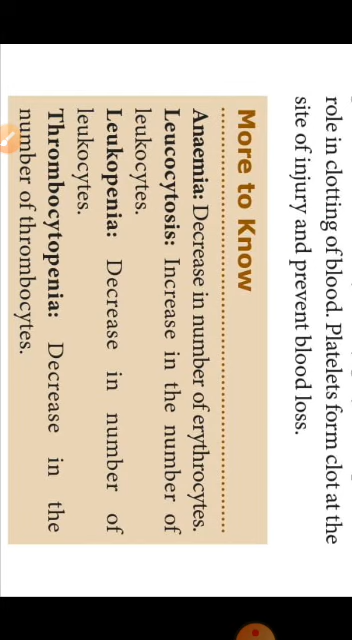 role in clotting of blood. Platelets form clot at the
site of injury and prevent blood loss.
More to Know
Anaemia: Decrease in number of erythrocytes.
Leucocytosis: Increase in the number of
leukocytes.
Leukopenia: Decrease in number of
leukocytes.
Thrombocytopenia: Decrease in the
number of thrombocytes.